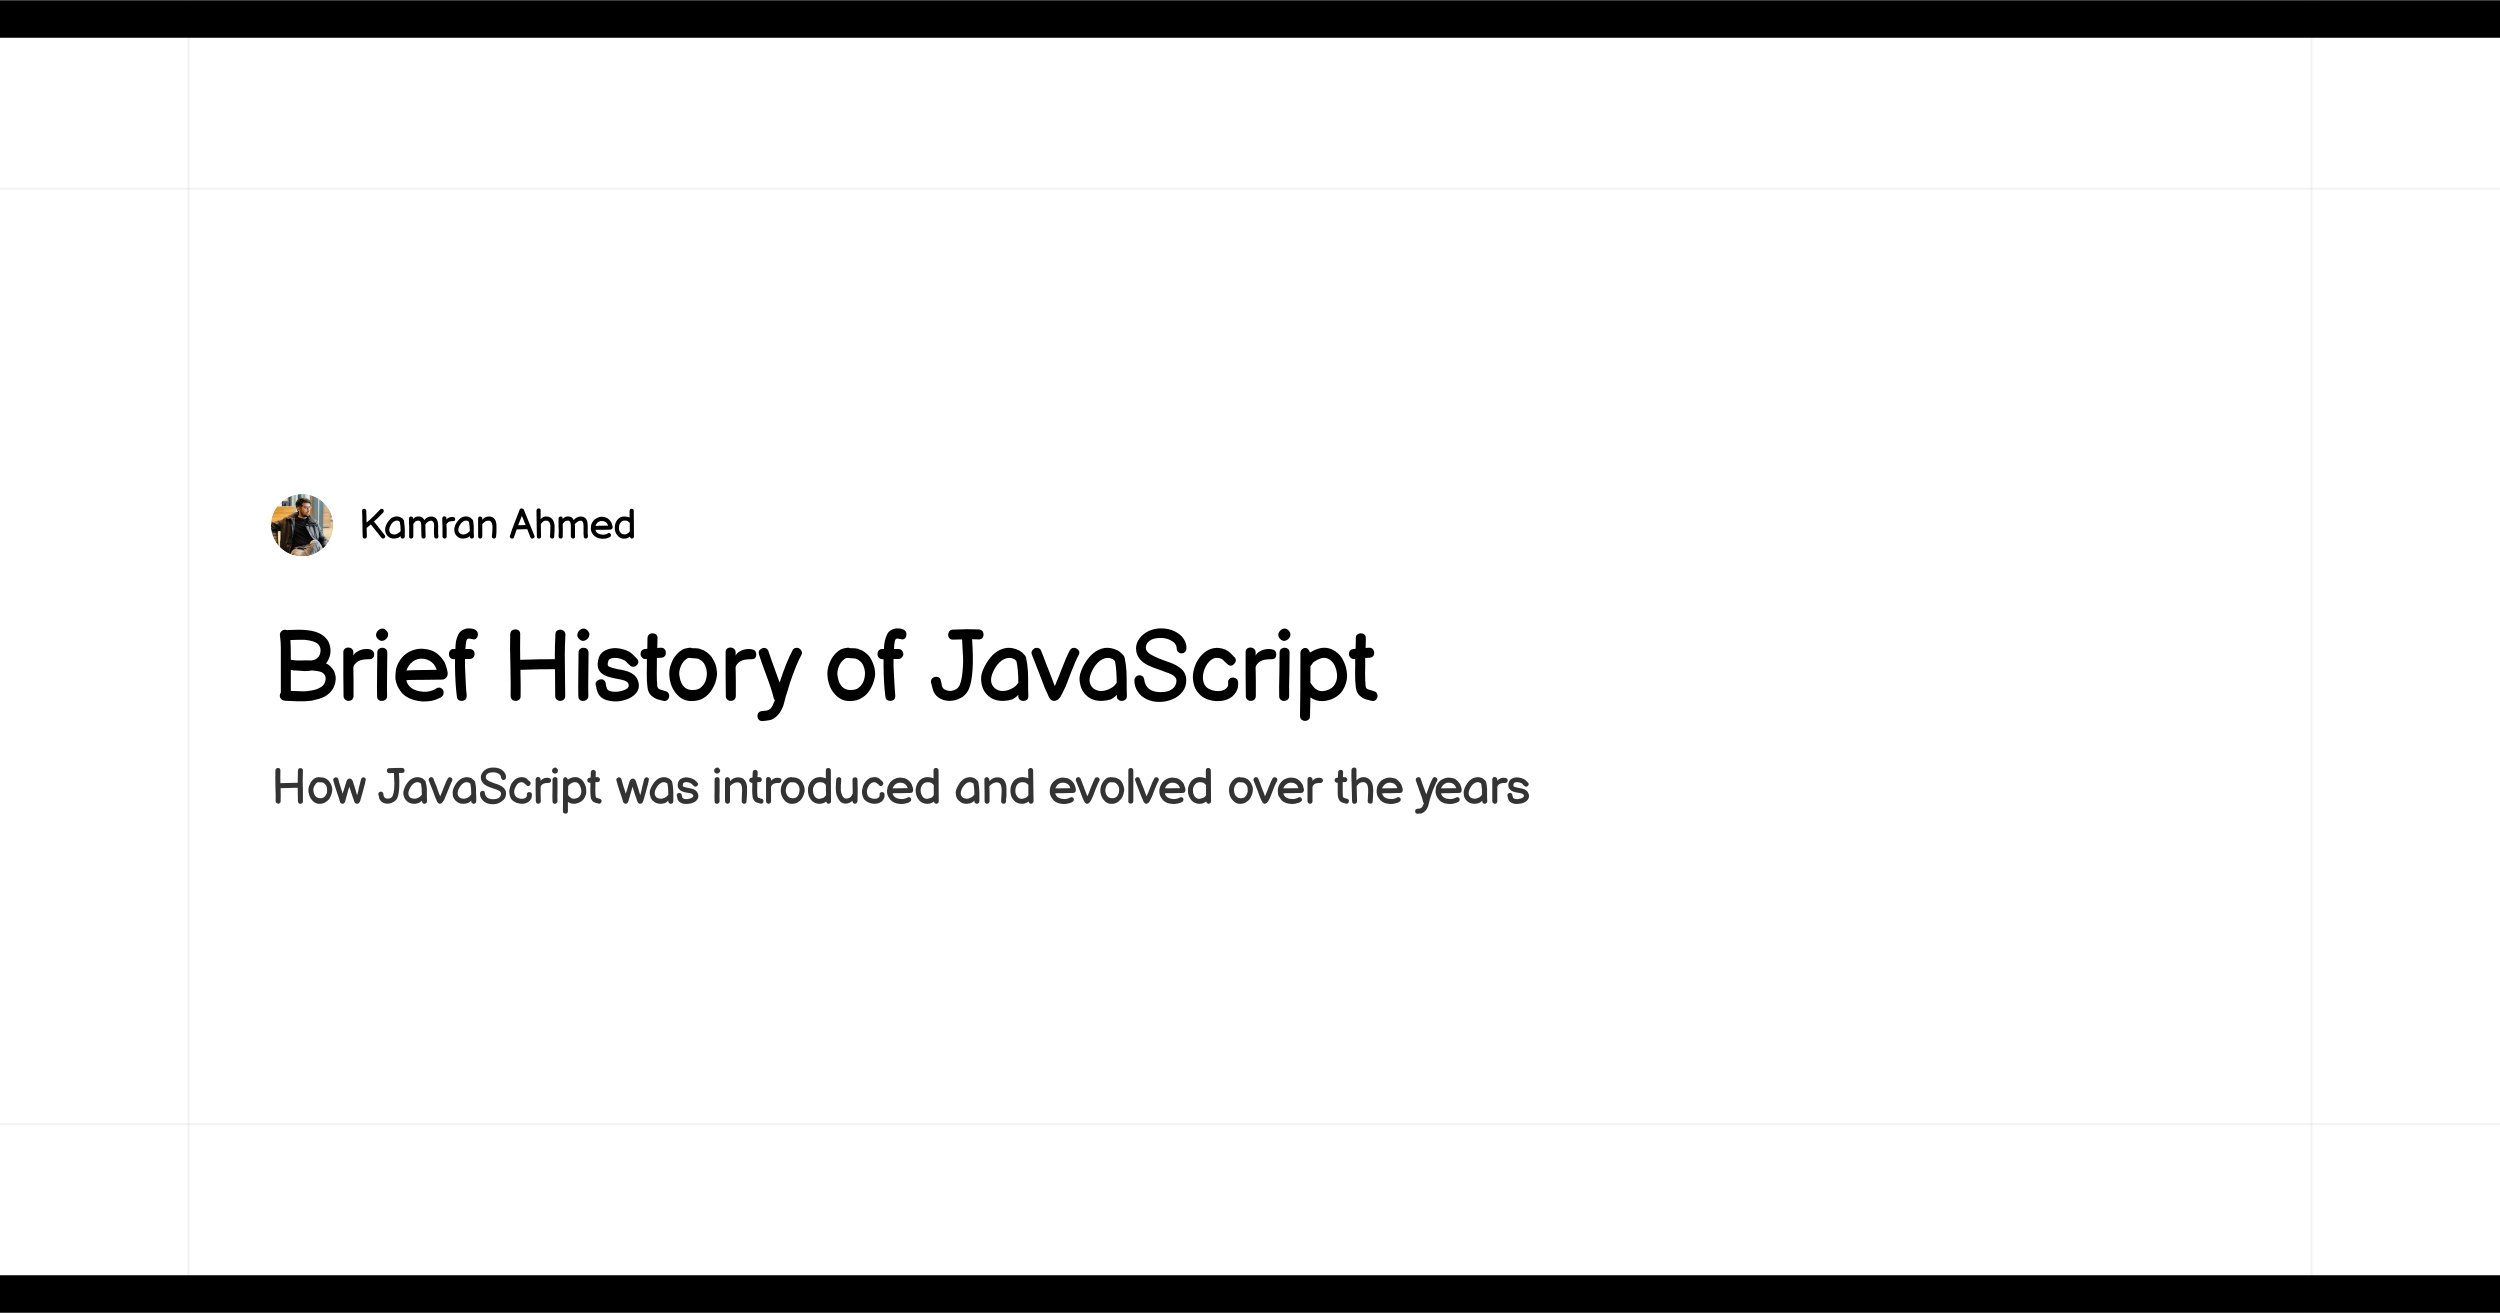 Kamran Ahmed
Brief History of JavaScript
How JavaScript was introduced and evolved over the years